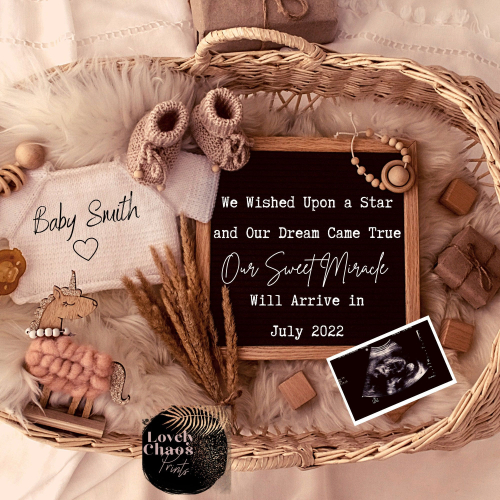 Baby Smith
We Wished Upon a Star
and Our Dream Came True
Our Sweet Miracle
Will Arrive in
July 2022
Lovely
Chaos
Prints